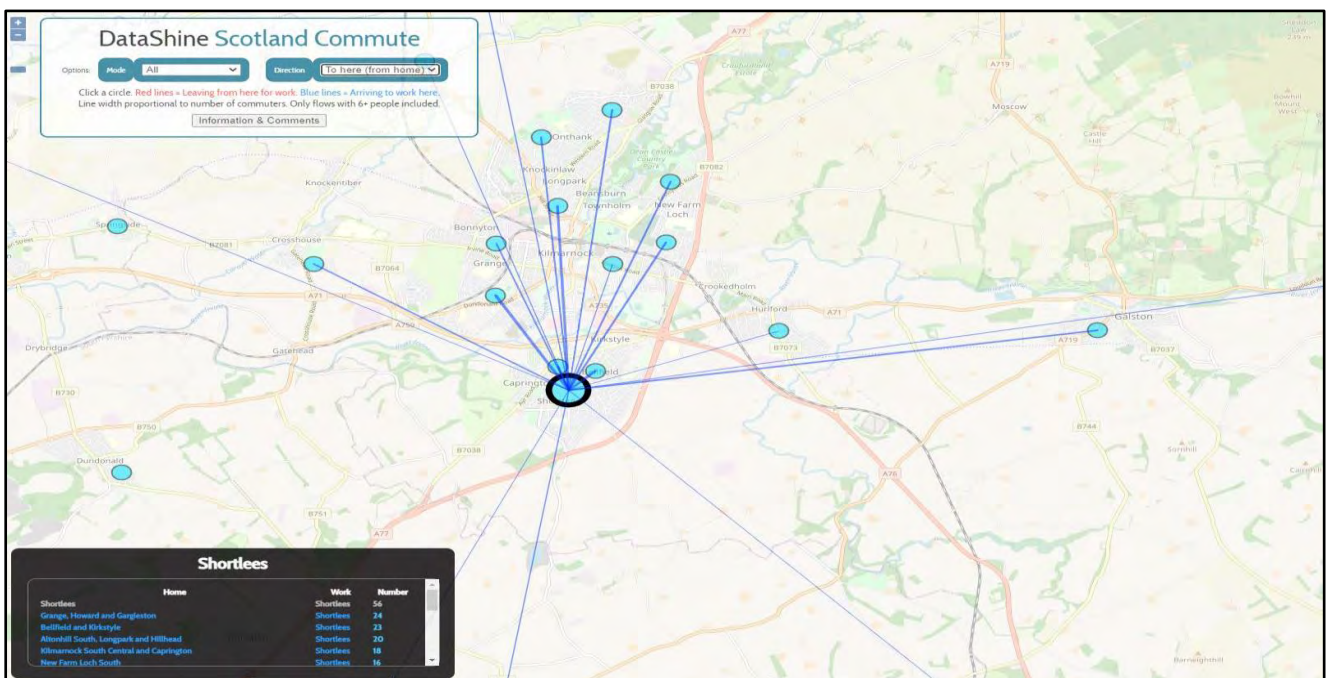 DataShine Scotland Commute
Options: Mode All Direction To here (from home)
Click a circle. Red lines = Leaving from here for work. Blue lines = Arriving to work here.
Line width proportional to number of commuters. Only flows with 6+ people included.
Information & Comments
A77
A719
B7038
Moscow
Onthank
B7082
Knockinlaw
Longpark
Knockentiber
Beansburn
Townholm
New Farm
Loch
Springside
Bonnyton
B7081
Crosshouse
Kilmarnock
Grange
B7064
A71
Crookedholm
A735
Hurlford
A71
A759
Galston
Kirkstyle
A719
B7073
B7037
Drybridge
Gatehead
Caprington
B730
B750
B744
Sornhill
Dundonald
B7038
A76
B751
A77
Shortlees
Home Work Number
Shortlees Shortlees 56
Grange, Howard and Gargieston Shortlees 24
Bellfield and Kirkstyle Shortlees 23
Altonhill South, Longpark and Hillhead Shortlees 20
Kilmarnock South Central and Caprington Shortlees 18
New Farm Loch South Shortlees 16